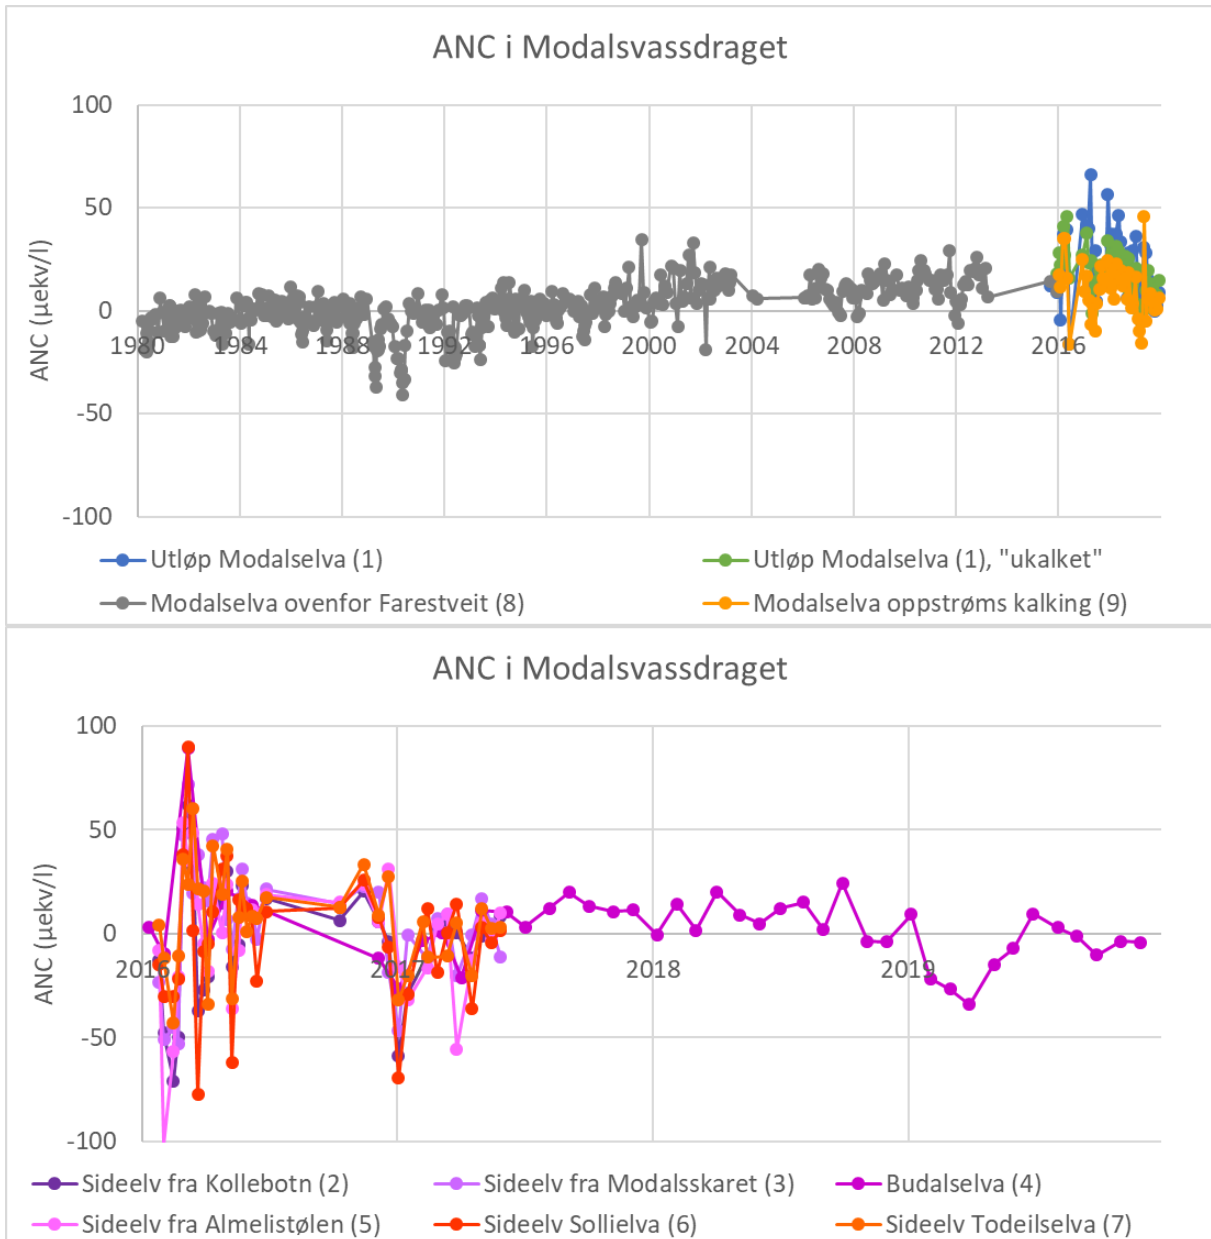 ANC i Modalsvassdraget
100
50
0
-50
-100
ANC (µekv/l)
1980 1984 1988 1992 1996 2000 2004 2008 2012 2016
Utløp Modalselva (1) Utløp Modalselva (1), "ukalket"
Modalselva ovenfor Farestveit (8) Modalselva oppstrøms kalking (9)
ANC i Modalsvassdraget
100
50
0
-50
-100
ANC (µekv/l)
2016 2017 2018 2019
Sideelv fra Kollebotn (2) Sideelv fra Modalsskaret (3) Budalselva (4)
Sideelv fra Almelistølen (5) Sideelv Sollielva (6) Sideelv Todeilselva (7)